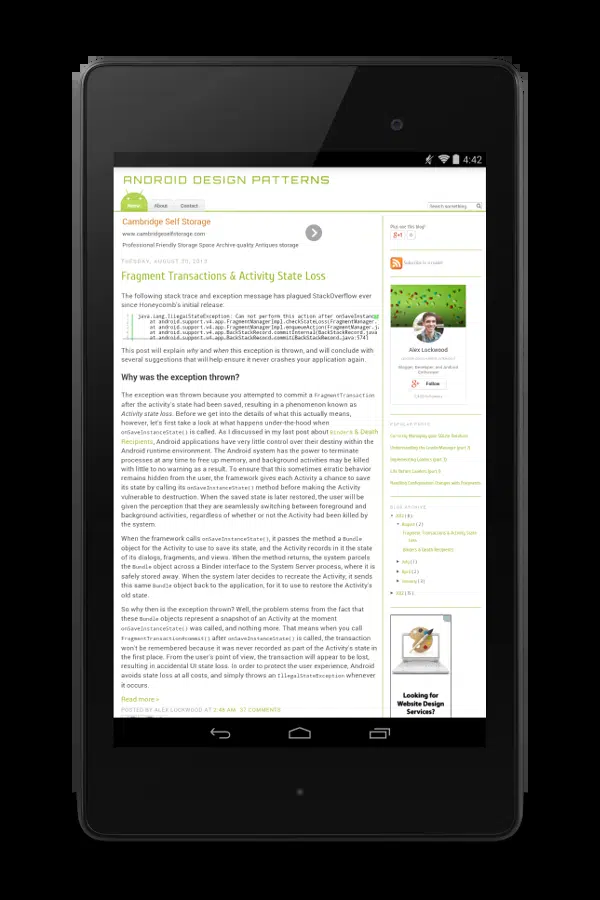 4:42
ANDROID DESIGN PATTERNS
Home About Contact
Search something
Cambridge Self Storage
www.cambridgeselfstorage.com
Professional Friendly Storage Space Archive quality Antiques storage
TUESDAY, AUGUST 20, 2013
Fragment Transactions & Activity State Loss
The following stack trace and exception message has plagued StackOverflow ever
since Honeycomb's initial release:
java.lang.IllegalStateException: Can not perform this action after onSaveInstanc
at android.support.v4.app.FragmentManagerImpl.checkStateLoss(FragmentManager.
at android.support.v4.app.FragmentManagerImpl.enqueueAction(FragmentManager.j
at android.support.v4.app.BackStackRecord.commitInternal(BackStackRecord.java
at android.support.v4.app.BackStackRecord.commit(BackStackRecord.java:574)
This post will explain why and when this exception is thrown, and will conclude with
several suggestions that will help ensure it never crashes your application again.
Why was the exception thrown?
The exception was thrown because you attempted to commit a FragmentTransaction
after the activity's state had been saved, resulting in a phenomenon known as
Activity state loss. Before we get into the details of what this actually means,
however, let's first take a look at what happens under-the-hood when
onSaveInstanceState() is called. As I discussed in my last post about Binders & Death
Recipients, Android applications have very little control over their destiny within the
Android runtime environment. The Android system has the power to terminate
processes at any time to free up memory, and background activities may be killed
with little to no warning as a result. To ensure that this sometimes erratic behavior
remains hidden from the user, the framework gives each Activity a chance to save
its state by calling its onSaveInstanceState() method before making the Activity
vulnerable to destruction. When the saved state is later restored, the user will be
given the perception that they are seamlessly switching between foreground and
background activities, regardless of whether or not the Activity had been killed by
the system.
When the framework calls onSaveInstanceState(), it passes the method a Bundle
object for the Activity to use to save its state, and the Activity records in it the state
of its dialogs, fragments, and views. When the method returns, the system parcels
the Bundle object across a Binder interface to the System Server process, where it is
safely stored away. When the system later decides to recreate the Activity, it sends
this same Bundle object back to the application, for it to use to restore the Activity's
old state.
So why then is the exception thrown? Well, the problem stems from the fact that
these Bundle objects represent a snapshot of an Activity at the moment
onSaveInstanceState() was called, and nothing more. That means when you call
FragmentTransaction#commit() after onSaveInstanceState() is called, the transaction
won't be remembered because it was never recorded as part of the Activity's state in
the first place. From the user's point of view, the transaction will appear to be lost,
resulting in accidental UI state loss. In order to protect the user experience, Android
avoids state loss at all costs, and simply throws an IllegalStateException whenever
it occurs.
Read more »
POSTED BY ALEX LOCKWOOD AT 2:48 AM 37 COMMENTS
g+1
Subscribe in a reader
Alex Lockwood
Follow
POPULAR POSTS
Understanding the LoaderManager (part 3)
Implementing Loaders (part 2)
Life Before Loaders (part 1)
Handling Configuration Changes with Fragments
BLOG ARCHIVE
August (2)
Fragment Transactions & Activity State
Loss
Binders & Death Recipients
Looking for
Website Design
Services?